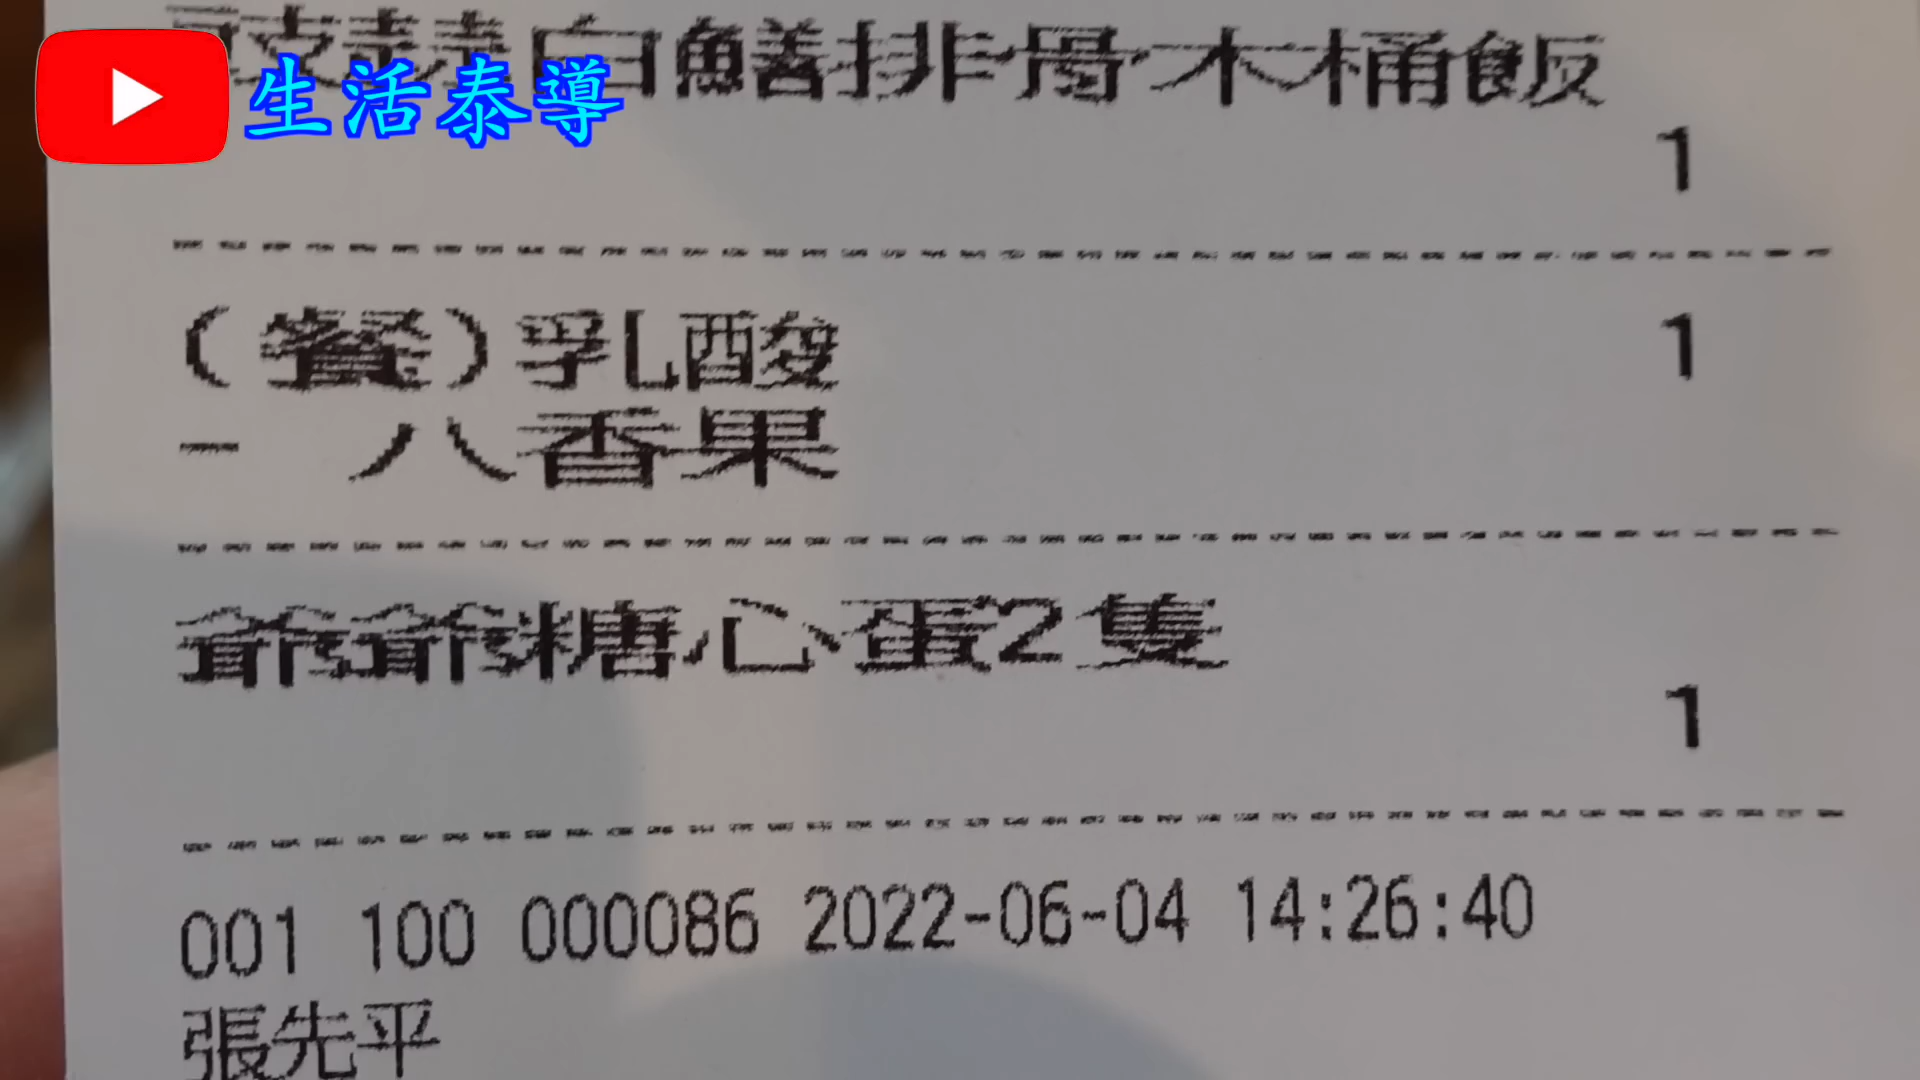 豉蒜白鱔排骨木桶飯
1
生活泰導
(餐)乳酸 1
- 八香果
爺爺糖心蛋2隻
1
001 100 000086 2022-06-04 14:26:40
張先平